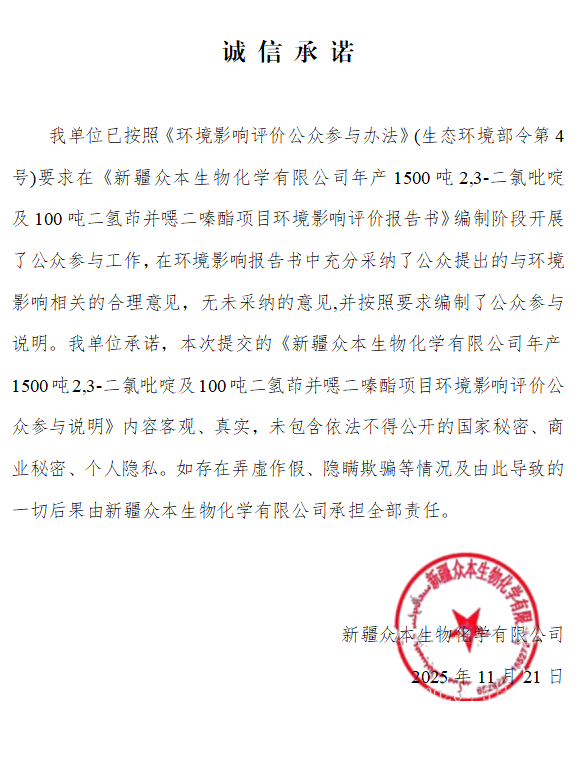 诚信承诺
我单位已按照《环境影响评价公众参与办法》(生态环境部令第 4
号)要求在《新疆众本生物化学有限公司年产 1500 吨 2,3-二氯吡啶
及 100 吨二氢茚并噁二嗪酯项目环境影响评价报告书》编制阶段开展
了公众参与工作，在环境影响报告书中充分采纳了公众提出的与环境
影响相关的合理意见，无未采纳的意见,并按照要求编制了公众参与
说明。我单位承诺，本次提交的《新疆众本生物化学有限公司年产
1500 吨 2,3-二氯吡啶及 100 吨二氢茚并噁二嗪酯项目环境影响评价公
众参与说明》内容客观、真实，未包含依法不得公开的国家秘密、商
业秘密、个人隐私。如存在弄虚作假、隐瞒欺骗等情况及由此导致的
一切后果由新疆众本生物化学有限公司承担全部责任。
新疆众本生物化学有限
新疆众本生物化学有限公司
2025 年 11 月 21 日